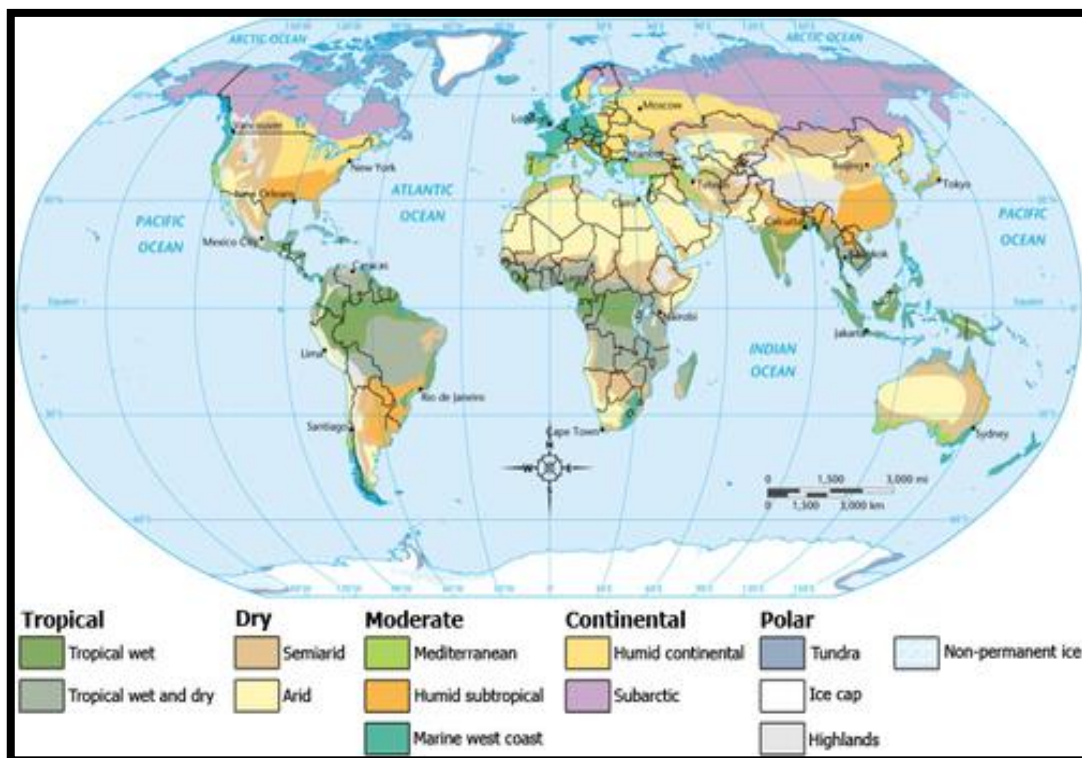 ARCTIC OCEAN
ARCTIC OCEAN
Moscow
Vancouver
New York
ATLANTIC
OCEAN
PACIFIC
OCEAN
New Orleans
Mexico City
Caracas
Cairo
Beijing
Tokyo
Calcutta
Bangkok
PACIFIC
OCEAN
Equator
Equator
Nairobi
Jakarta
Lima
INDIAN
OCEAN
Rio de Janeiro
Santiago
Cape Town
Sydney
N
W
E
S
0 1,500 3,000 mi
0 1,500 3,000 km
Tropical
Tropical wet
Tropical wet and dry
Dry
Semiarid
Arid
Moderate
Mediterranean
Humid subtropical
Marine west coast
Continental
Humid continental
Subarctic
Polar
Tundra
Ice cap
Highlands
Non-permanent ice